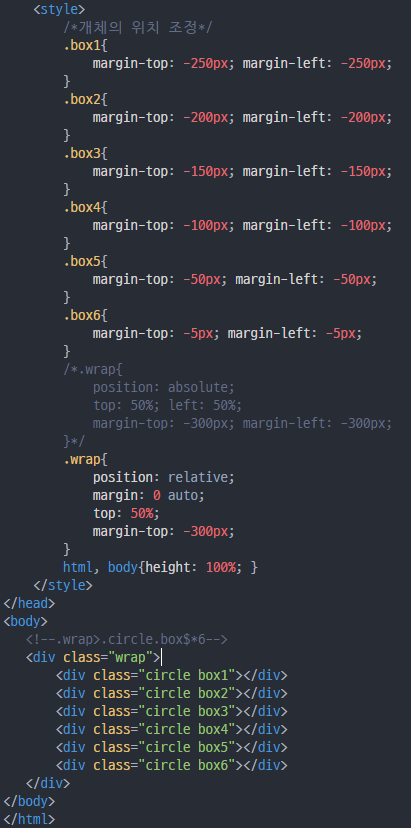 <style>
/*개체의 위치 조정*/
.box1{
margin-top: -250px; margin-left: -250px;
}
.box2{
margin-top: -200px; margin-left: -200px;
}
.box3{
margin-top: -150px; margin-left: -150px;
}
.box4{
margin-top: -100px; margin-left: -100px;
}
.box5{
margin-top: -50px; margin-left: -50px;
}
.box6{
margin-top: -5px; margin-left: -5px;
}
/*.wrap{
position: absolute;
top: 50%; left: 50%;
margin-top: -300px; margin-left: -300px;
}*/
.wrap{
position: relative;
margin: 0 auto;
top: 50%;
margin-top: -300px;
}
html, body{height: 100%; }
</style>
</head>
<body>
<!--.wrap>.circle.box$*6-->
<div class="wrap">
<div class="circle box1"></div>
<div class="circle box2"></div>
<div class="circle box3"></div>
<div class="circle box4"></div>
<div class="circle box5"></div>
<div class="circle box6"></div>
</div>
</body>
</html>